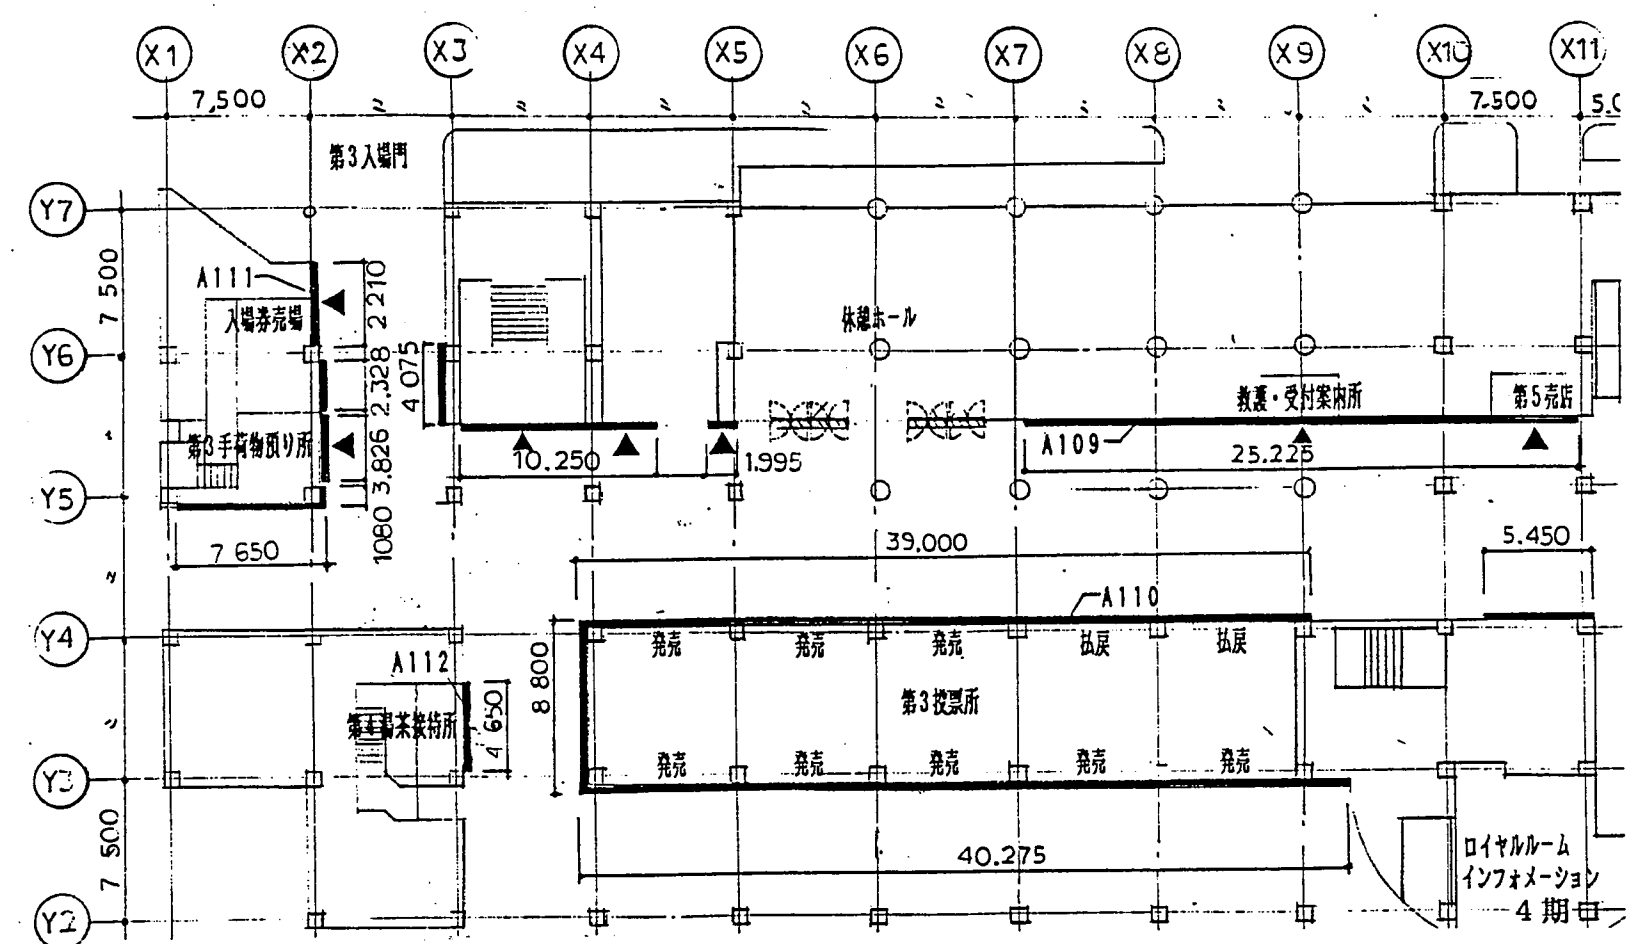 X1 X2 X3 X4 X5 X6 X7 X8 X9 X10 X11
7,500 〃 〃 〃 〃 〃 〃 〃 〃 7.500
第3入場門
Y7
A111
7 500
2 210
入場券売場
休憩ホール
Y6
2.328
4 075
救護・受付案内所
第5売店
第3手荷物預り所
3.826
A109
10.250
1.995
25.225
Y5
〃
1080
7 650
39.000
5.450
〃
A110
Y4
発売 発売 発売 払戻 払戻
A112
8 800
4 650
第3投票所
〃
発売 発売 発売 発売 発売
Y3
7 500
40.275
ロイヤルルーム
インフォメーション
4期
Y2